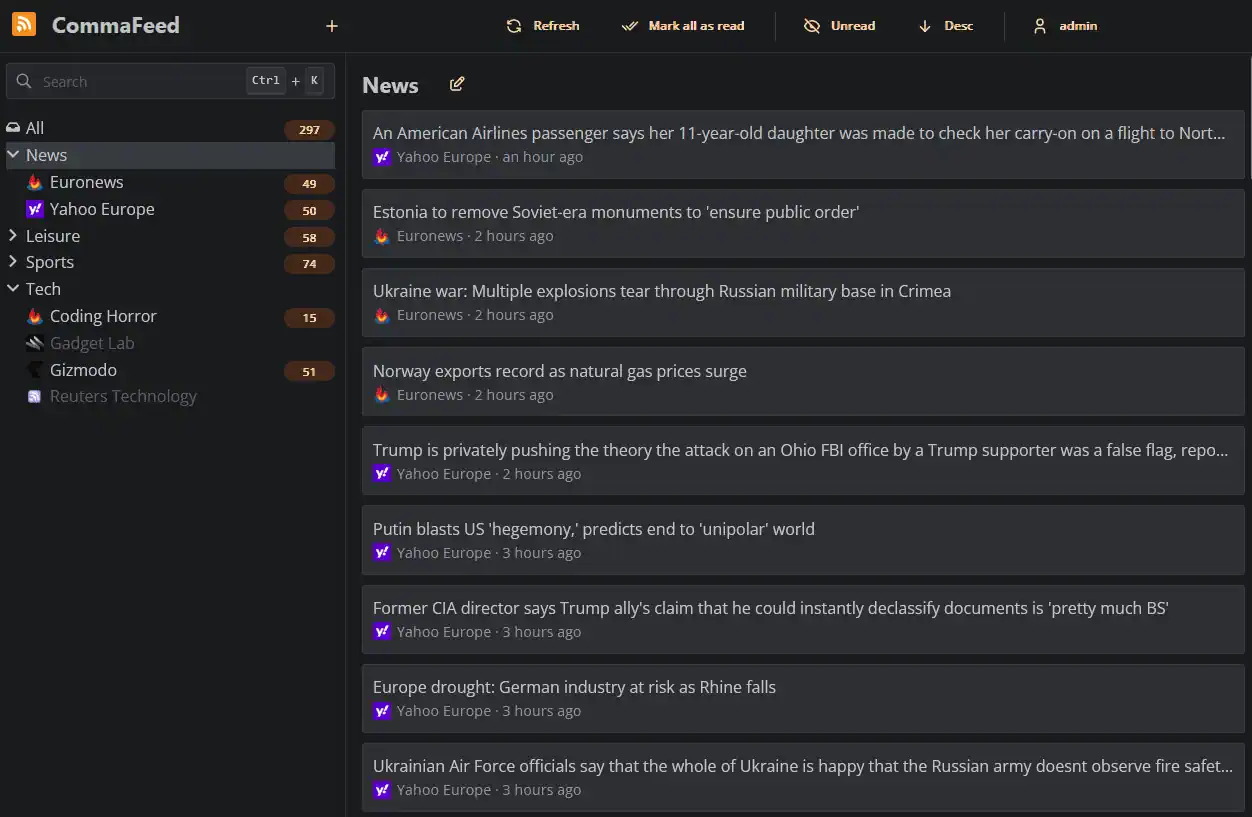 CommaFeed
+
Refresh
Mark all as read
Unread
Desc
admin
Search
Ctrl + K
All 297
News
Euronews 49
Yahoo Europe 50
Leisure 58
Sports 74
Tech
Coding Horror 15
Gadget Lab
Gizmodo 51
Reuters Technology
News
An American Airlines passenger says her 11-year-old daughter was made to check her carry-on on a flight to Nort...
Yahoo Europe · an hour ago
Estonia to remove Soviet-era monuments to 'ensure public order'
Euronews · 2 hours ago
Ukraine war: Multiple explosions tear through Russian military base in Crimea
Euronews · 2 hours ago
Norway exports record as natural gas prices surge
Euronews · 2 hours ago
Trump is privately pushing the theory the attack on an Ohio FBI office by a Trump supporter was a false flag, repo...
Yahoo Europe · 2 hours ago
Putin blasts US 'hegemony,' predicts end to 'unipolar' world
Yahoo Europe · 3 hours ago
Former CIA director says Trump ally's claim that he could instantly declassify documents is 'pretty much BS'
Yahoo Europe · 3 hours ago
Europe drought: German industry at risk as Rhine falls
Yahoo Europe · 3 hours ago
Ukrainian Air Force officials say that the whole of Ukraine is happy that the Russian army doesnt observe fire safet...
Yahoo Europe · 3 hours ago